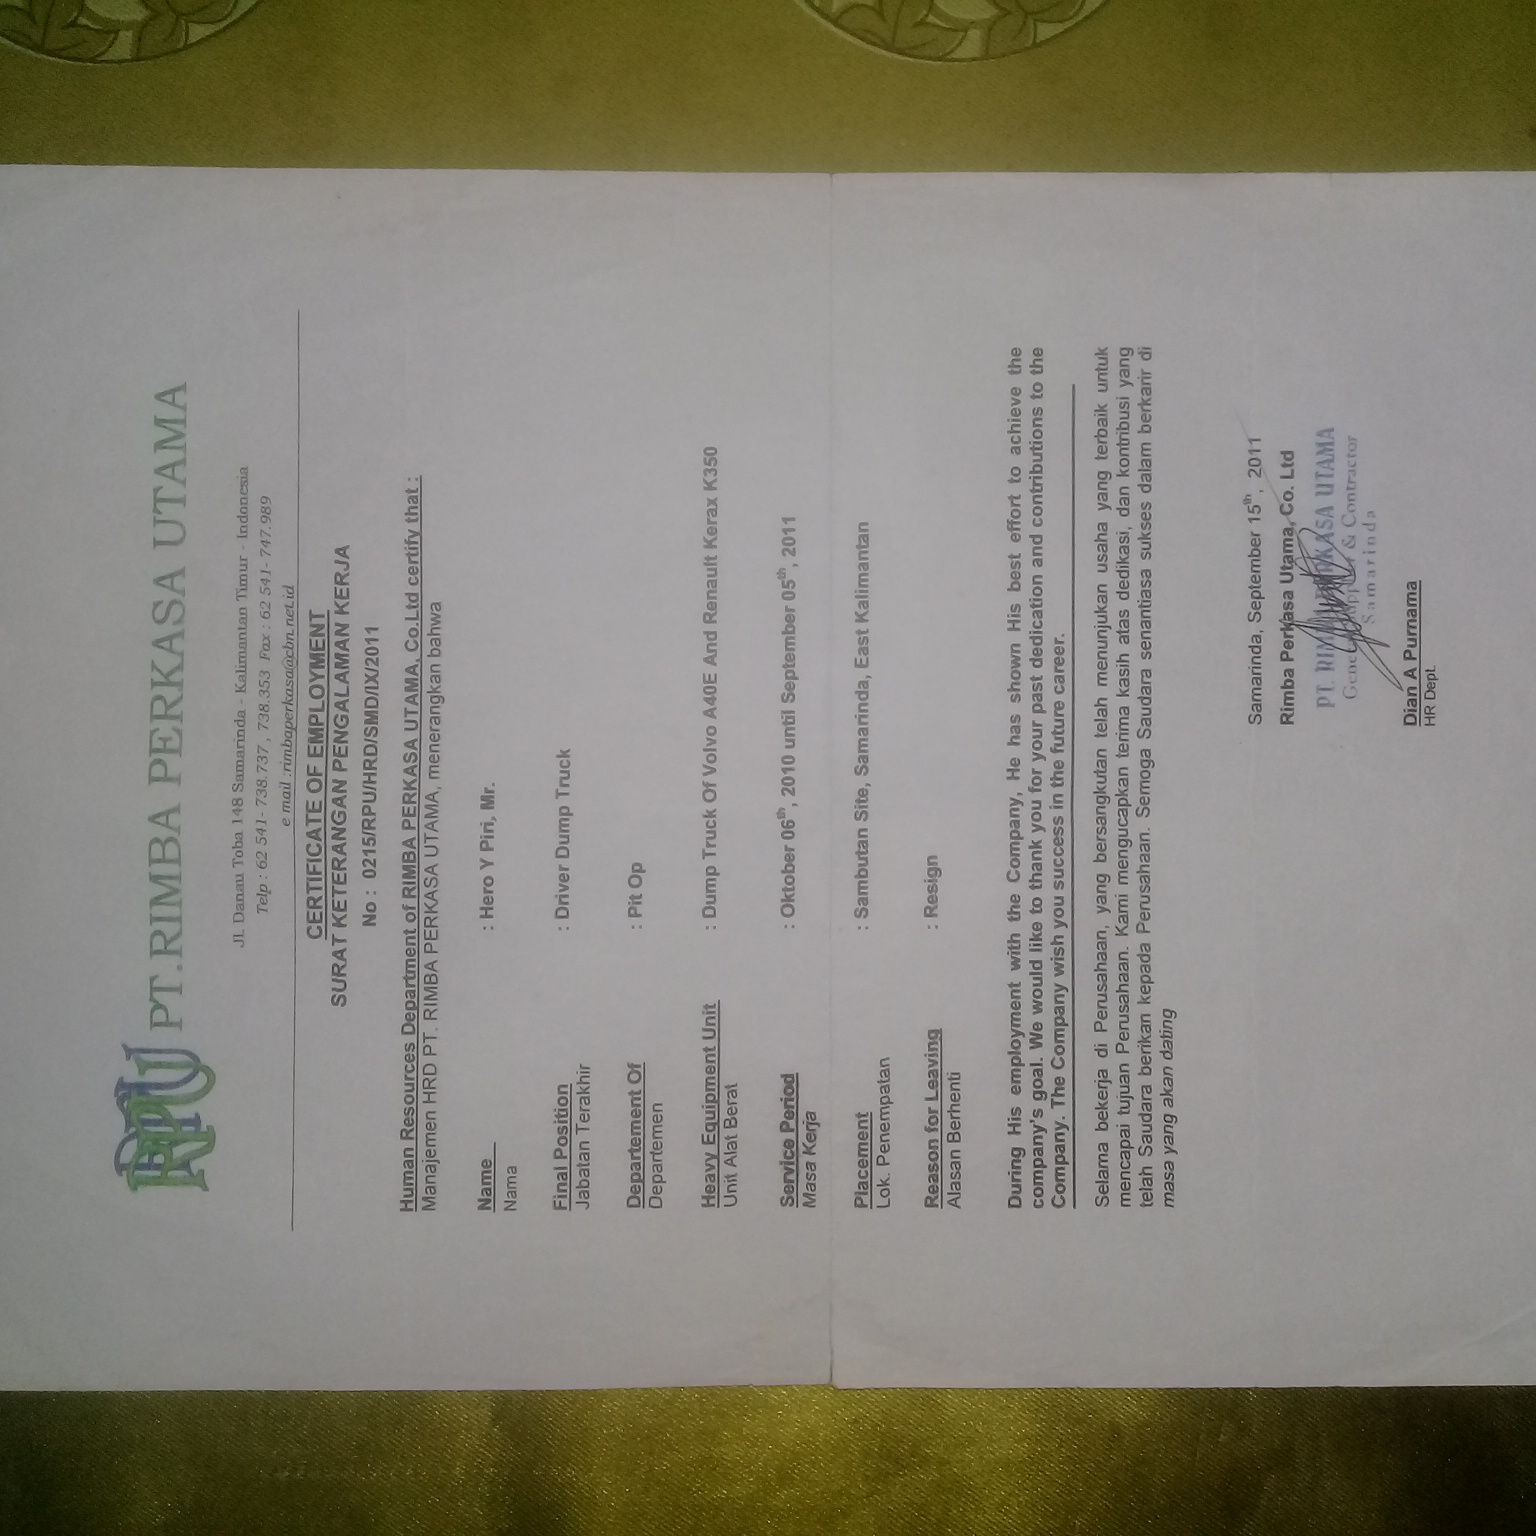 RPU PT.RIMBA PERKASA UTAMA
Jl. Danau Toba 148 Samarinda - Kalimantan Timur - Indonesia
Telp : 62 541- 738.737 , 738.353 Fax : 62 541- 747.989
e mail :rimbaperkasa@cbn.net.id
CERTIFICATE OF EMPLOYMENT
SURAT KETERANGAN PENGALAMAN KERJA
No : 0215/RPU/HRD/SMD/IX/2011
Human Resources Department of RIMBA PERKASA UTAMA, Co.Ltd certify that :
Manajemen HRD PT. RIMBA PERKASA UTAMA, menerangkan bahwa
Name : Hero Y Piri, Mr.
Nama
Final Position : Driver Dump Truck
Jabatan Terakhir
Departement Of : Pit Op
Departemen
Heavy Equipment Unit : Dump Truck Of Volvo A40E And Renault Kerax K350
Unit Alat Berat
Service Period : Oktober 06th, 2010 until September 05th, 2011
Masa Kerja
Placement : Sambutan Site, Samarinda, East Kalimantan
Lok. Penempatan
Reason for Leaving : Resign
Alasan Berhenti
During His employment with the Company, He has shown His best effort to achieve the
company's goal. We would like to thank you for your past dedication and contributions to the
Company. The Company wish you success in the future career.
Selama bekerja di Perusahaan, yang bersangkutan telah menunjukan usaha yang terbaik untuk
mencapai tujuan Perusahaan. Kami mengucapkan terima kasih atas dedikasi, dan kontribusi yang
telah Saudara berikan kepada Perusahaan. Semoga Saudara senantiasa sukses dalam berkarir di
masa yang akan dating
Samarinda, September 15th, 2011
Rimba Perkasa Utama, Co. Ltd
PT. RIMBA PERKASA UTAMA
General Supplier & Contractor
Samarinda
Dian A Purnama
HR Dept.